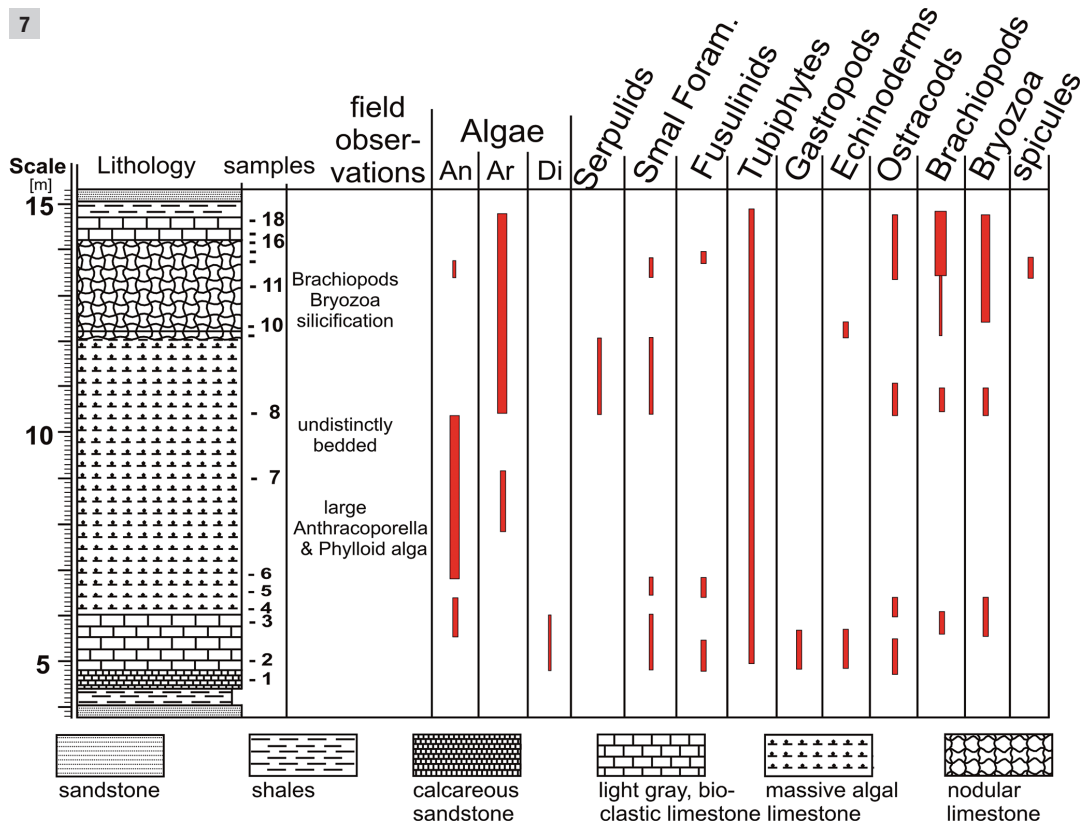 7
Scale
[m]
Lithology
samples
field
obser-
vations
Algae
An Ar Di
Serpulids
Smal Foram.
Fusulinids
Tubiphytes
Gastropods
Echinoderms
Ostracods
Brachiopods
Bryozoa
spicules
15
10
5
- 18
- 16
- 11
- 10
- 8
- 7
- 6
- 5
- 4
- 3
- 2
- 1
Brachiopods
Bryozoa
silicification
undistinctly
bedded
large
Anthracoporella
& Phylloid alga
sandstone
shales
calcareous
sandstone
light gray, bio-
clastic limestone
massive algal
limestone
nodular
limestone